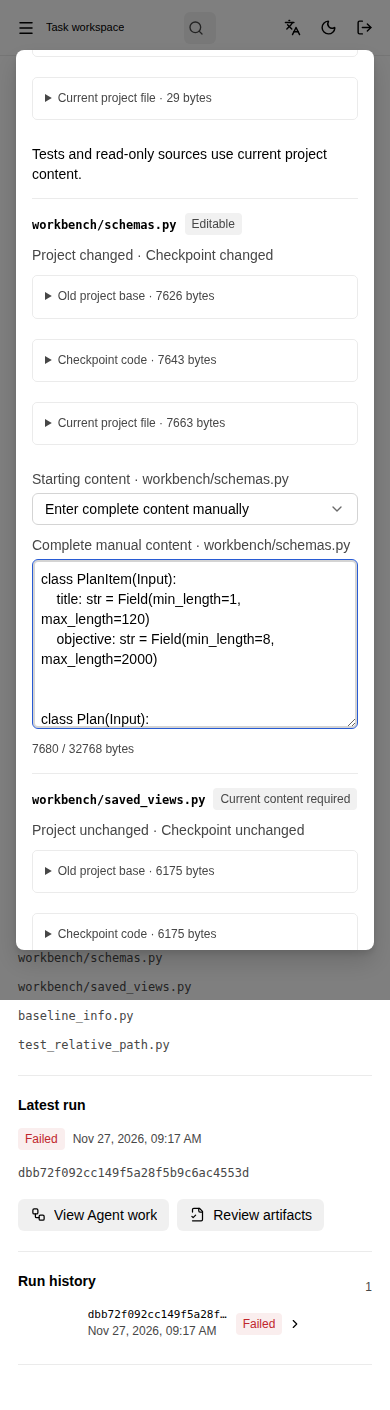 Task workspace
Current project file · 29 bytes
Tests and read-only sources use current project
content.
workbench/schemas.py Editable
Project changed · Checkpoint changed
Old project base · 7626 bytes
Checkpoint code · 7643 bytes
Current project file · 7663 bytes
Starting content · workbench/schemas.py
Enter complete content manually
Complete manual content · workbench/schemas.py
class PlanItem(Input):
    title: str = Field(min_length=1,
max_length=120)
    objective: str = Field(min_length=8,
max_length=2000)
class Plan(Input):
7680 / 32768 bytes
workbench/saved_views.py Current content required
Project unchanged · Checkpoint unchanged
Old project base · 6175 bytes
Checkpoint code · 6175 bytes
workbench/schemas.py
workbench/saved_views.py
baseline_info.py
test_relative_path.py
Latest run
Failed Nov 27, 2026, 09:17 AM
dbb72f092cc149f5a28f5b9c6ac4553d
View Agent work Review artifacts
Run history 1
dbb72f092cc149f5a28f…
Nov 27, 2026, 09:17 AM Failed